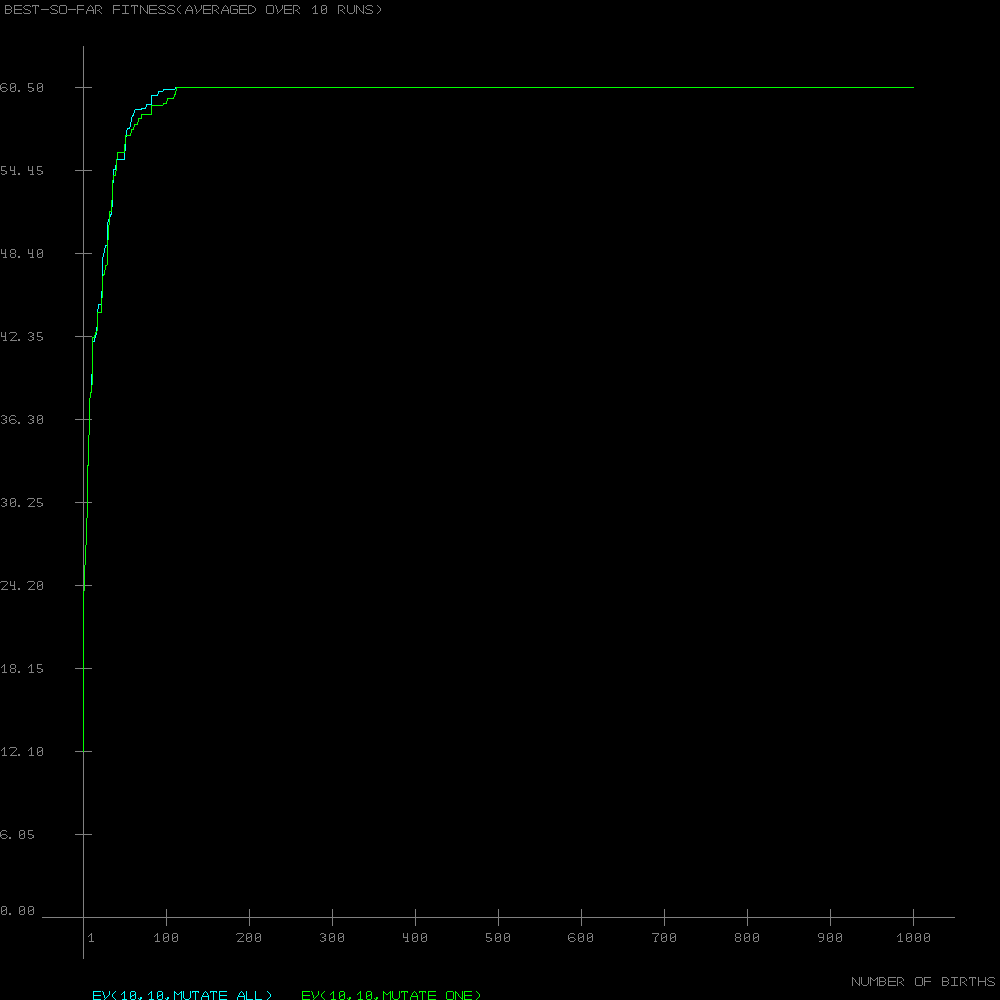 BEST-SO-FAR FITNESS(AVERAGED OVER 10 RUNS)
60.50
54.45
48.40
42.35
36.30
30.25
24.20
18.15
12.10
6.05
0.00
1 100 200 300 400 500 600 700 800 900 1000
NUMBER OF BIRTHS
EV(10,10,MUTATE ALL) EV(10,10,MUTATE ONE)